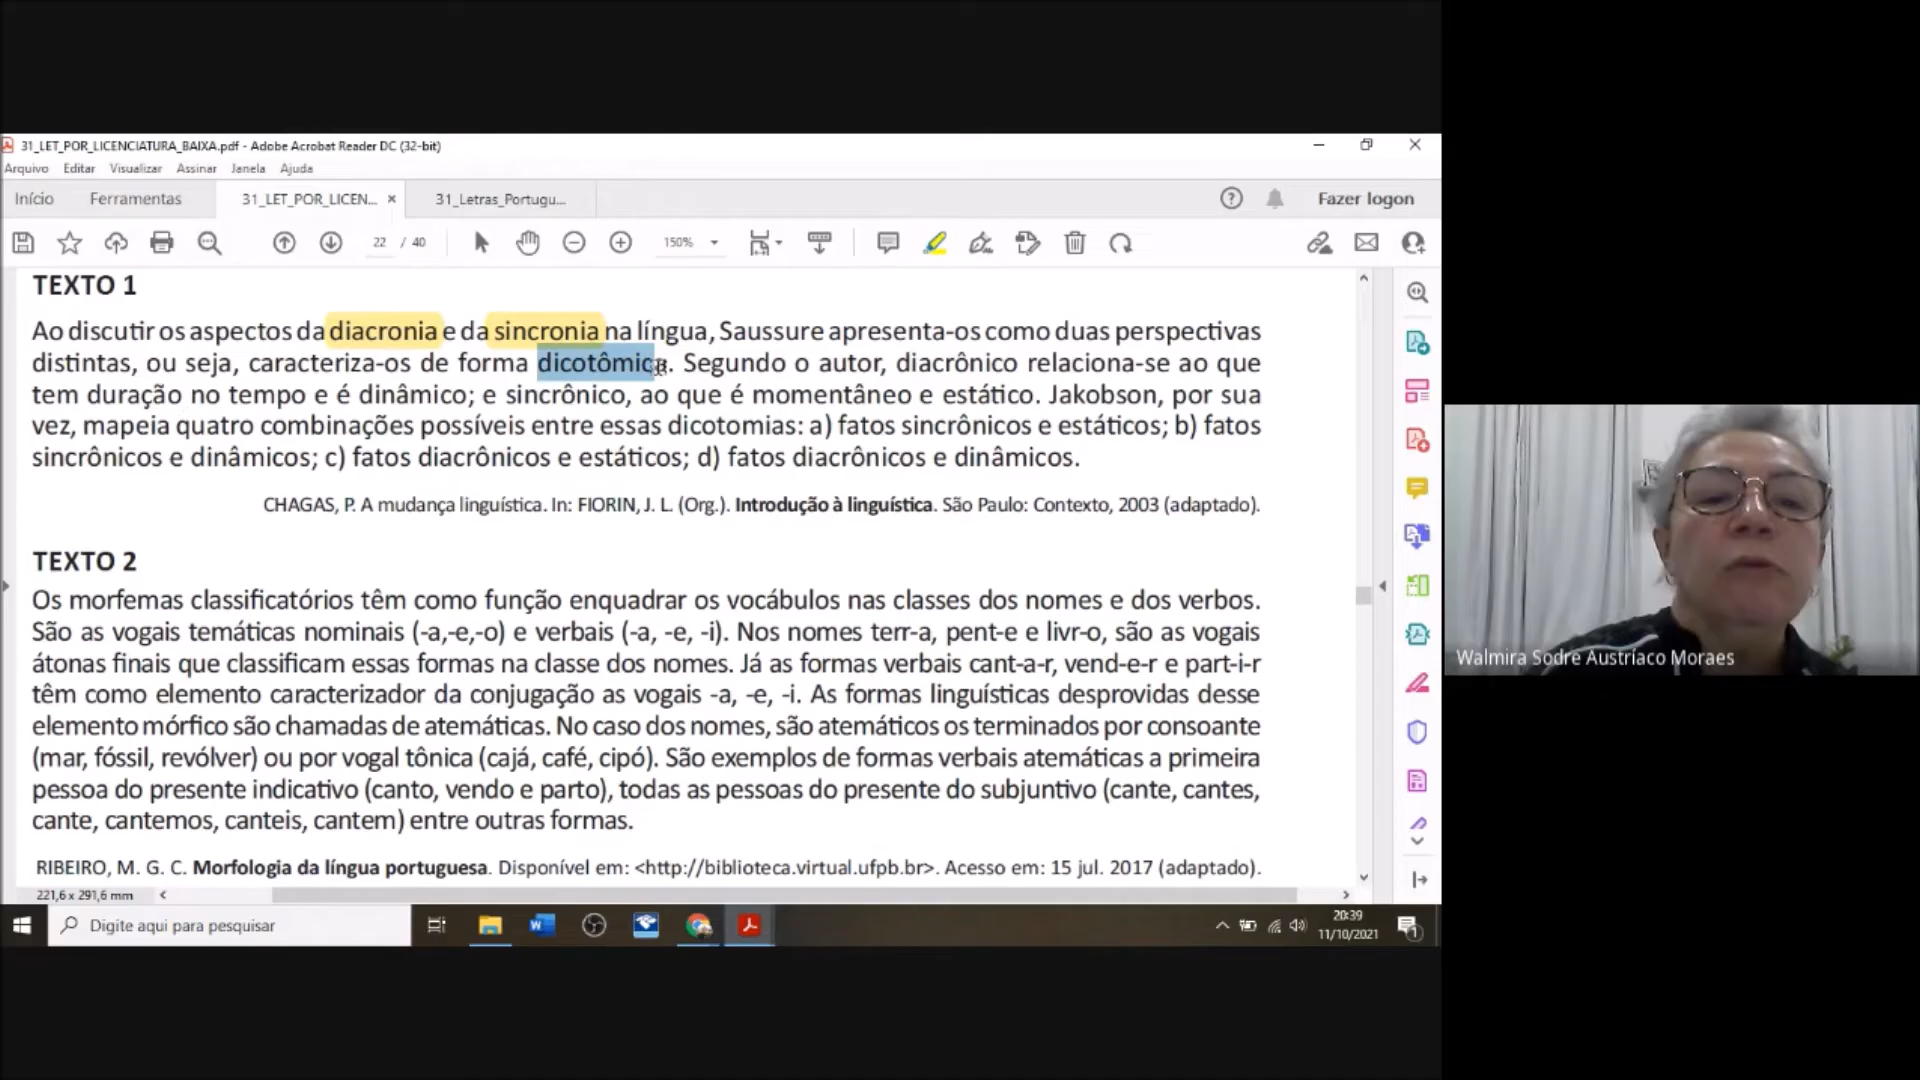 31_LET_POR_LICENCIATURA_BAIXA.pdf - Adobe Acrobat Reader DC (32-bit)
Arquivo Editar Visualizar Assinar Janela Ajuda
Início Ferramentas 31_LET_POR_LICEN... 31_Letras_Portugu... Fazer logon
22 / 40 150%
TEXTO 1
Ao discutir os aspectos da diacronia e da sincronia na língua, Saussure apresenta-os como duas perspectivas
distintas, ou seja, caracteriza-os de forma dicotômica. Segundo o autor, diacrônico relaciona-se ao que
tem duração no tempo e é dinâmico; e sincrônico, ao que é momentâneo e estático. Jakobson, por sua
vez, mapeia quatro combinações possíveis entre essas dicotomias: a) fatos sincrônicos e estáticos; b) fatos
sincrônicos e dinâmicos; c) fatos diacrônicos e estáticos; d) fatos diacrônicos e dinâmicos.
CHAGAS, P. A mudança linguística. In: FIORIN, J. L. (Org.). Introdução à linguística. São Paulo: Contexto, 2003 (adaptado).
TEXTO 2
Os morfemas classificatórios têm como função enquadrar os vocábulos nas classes dos nomes e dos verbos.
São as vogais temáticas nominais (-a,-e,-o) e verbais (-a, -e, -i). Nos nomes terr-a, pent-e e livr-o, são as vogais
átonas finais que classificam essas formas na classe dos nomes. Já as formas verbais cant-a-r, vend-e-r e part-i-r
têm como elemento caracterizador da conjugação as vogais -a, -e, -i. As formas linguísticas desprovidas desse
elemento mórfico são chamadas de atemáticas. No caso dos nomes, são atemáticos os terminados por consoante
(mar, fóssil, revólver) ou por vogal tônica (cajá, café, cipó). São exemplos de formas verbais atemáticas a primeira
pessoa do presente indicativo (canto, vendo e parto), todas as pessoas do presente do subjuntivo (cante, cantes,
cante, cantemos, canteis, cantem) entre outras formas.
RIBEIRO, M. G. C. Morfologia da língua portuguesa. Disponível em: <http://biblioteca.virtual.ufpb.br>. Acesso em: 15 jul. 2017 (adaptado).
221,6 x 291,6 mm
Digite aqui para pesquisar
20:39
11/10/2021
1
Walmira Sodre Austríaco Moraes